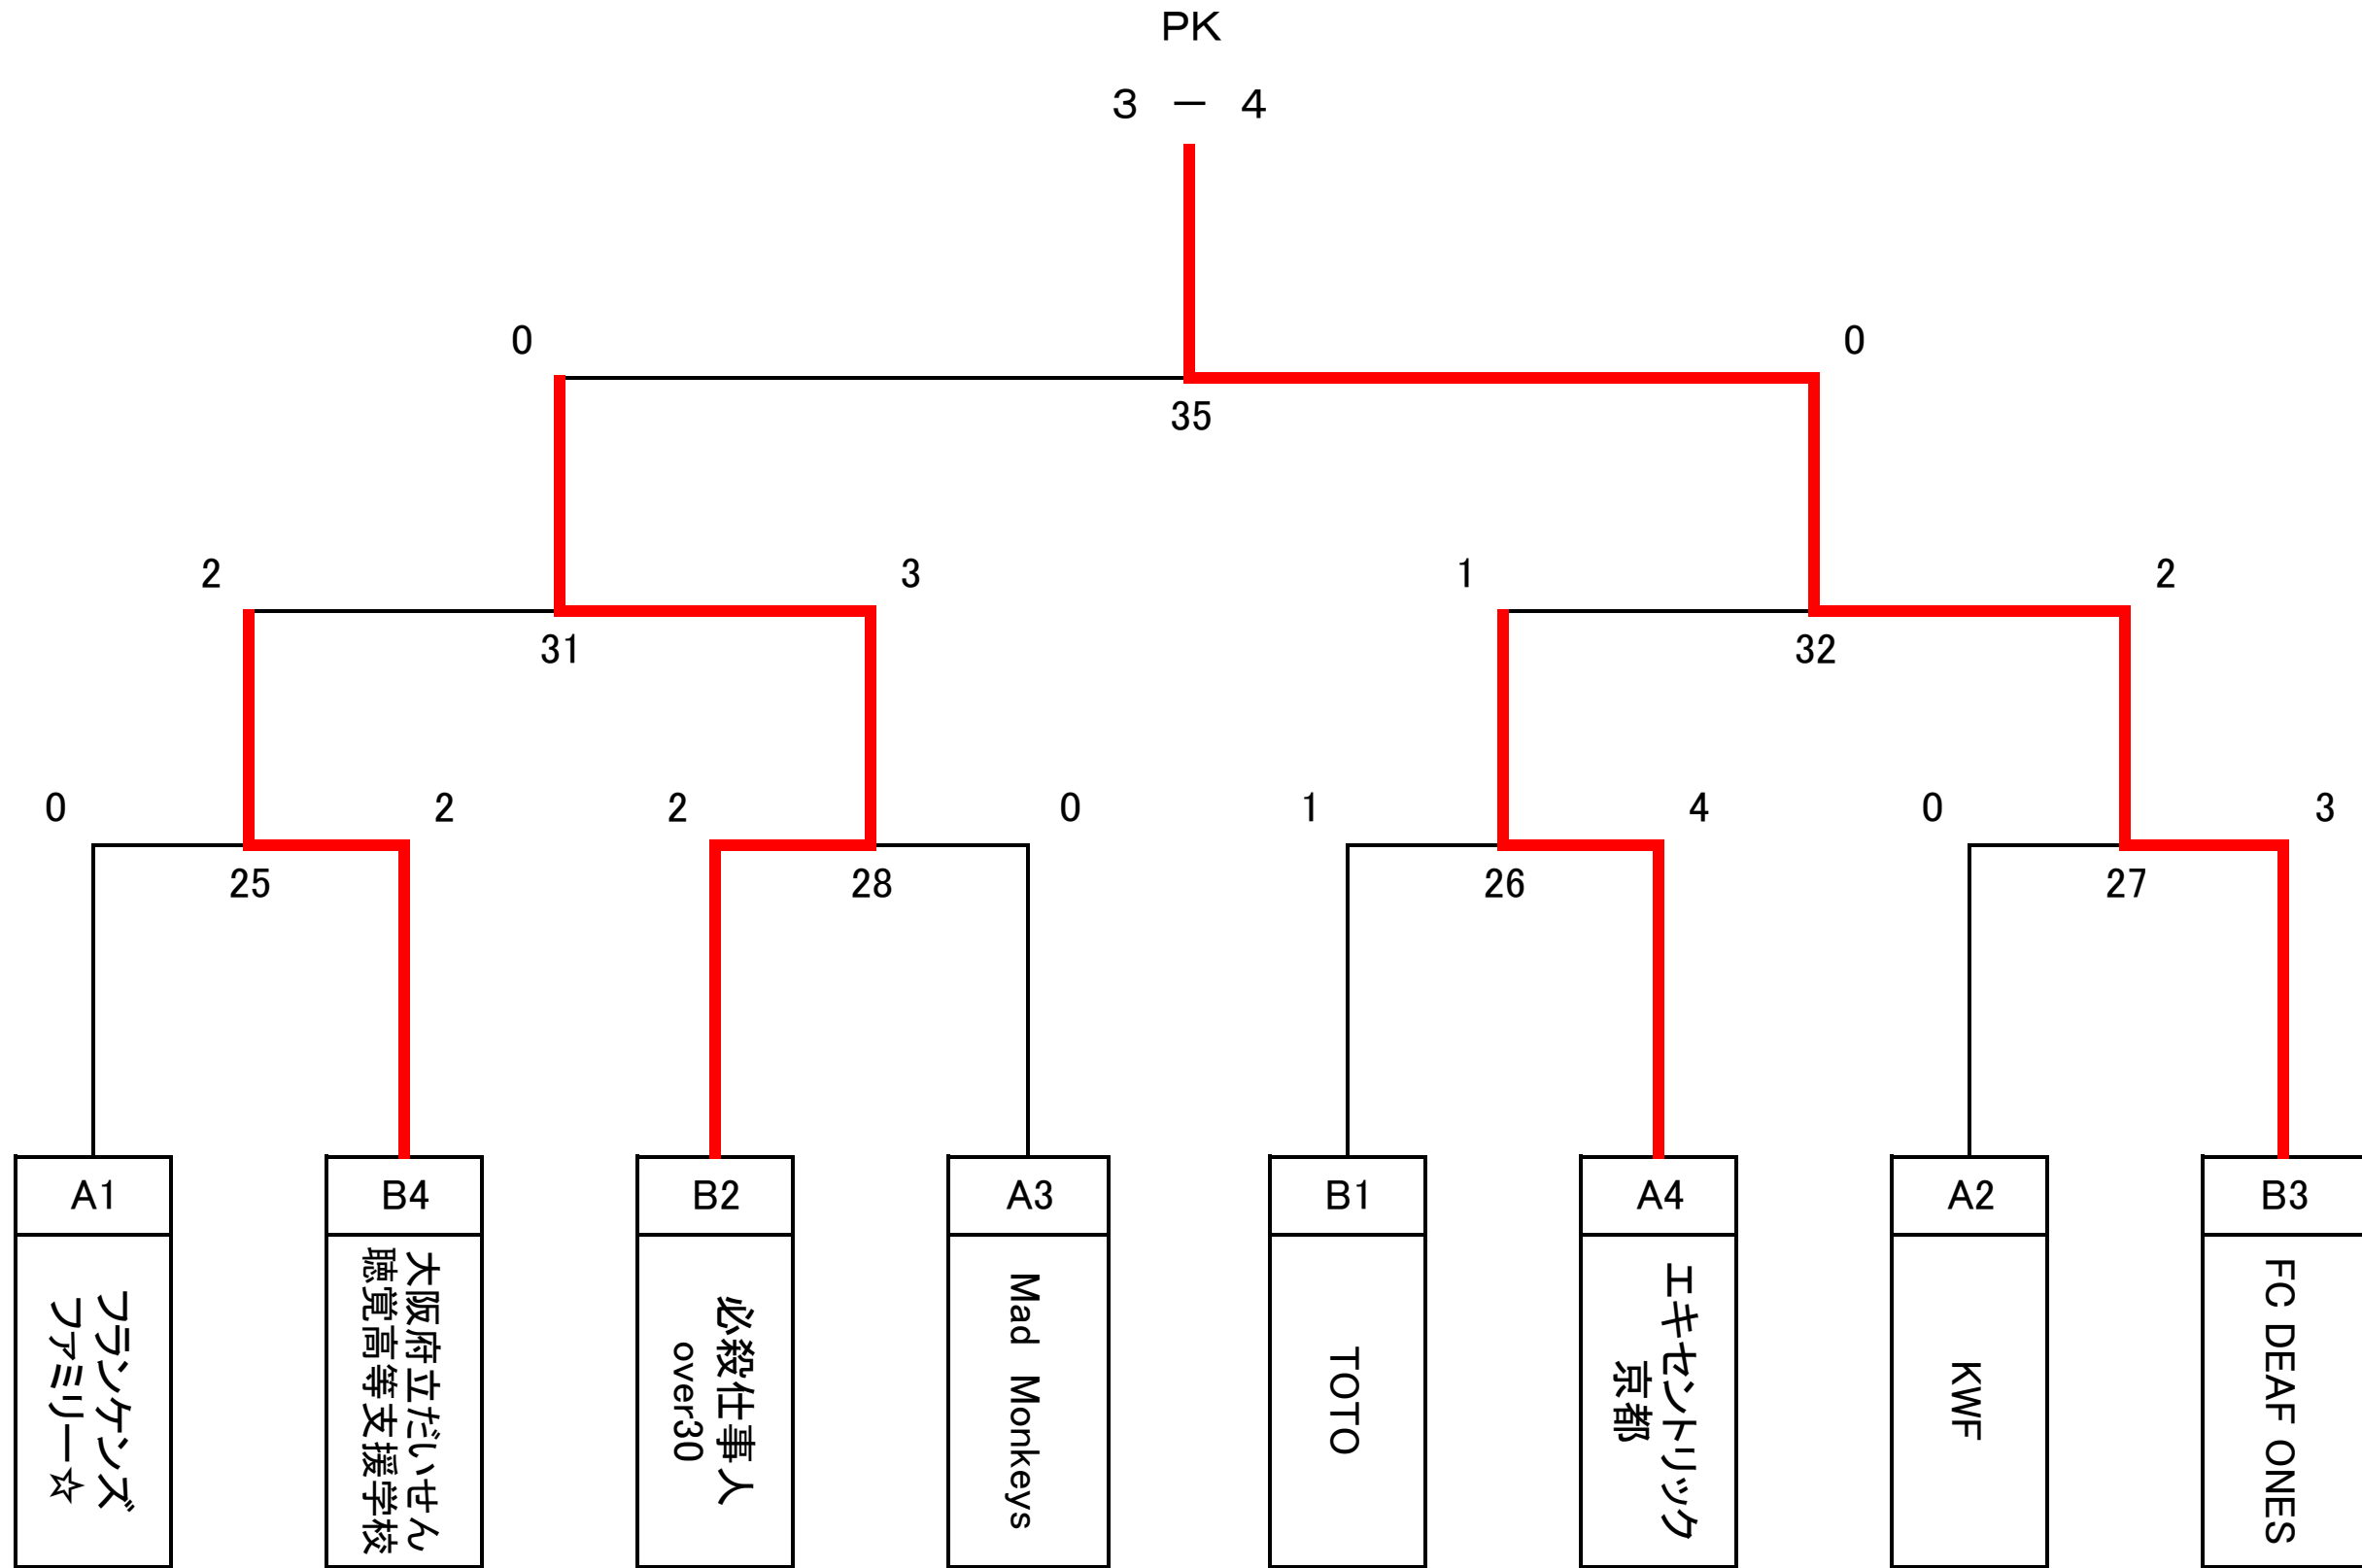 PK
3 － 4
0 0
35
2 3 1 2
31 32
0 2 2 0 1 4 0 3
25 28 26 27
A1 B4 B2 A3 B1 A4 A2 B3
フランケンズ
ファミリー☆
大阪府立だいせん
聴覚高等支援学校
必殺仕事人
over30
Mad Monkeys
TOTO
エキセントリック
京都
KWF
FC DEAF ONES